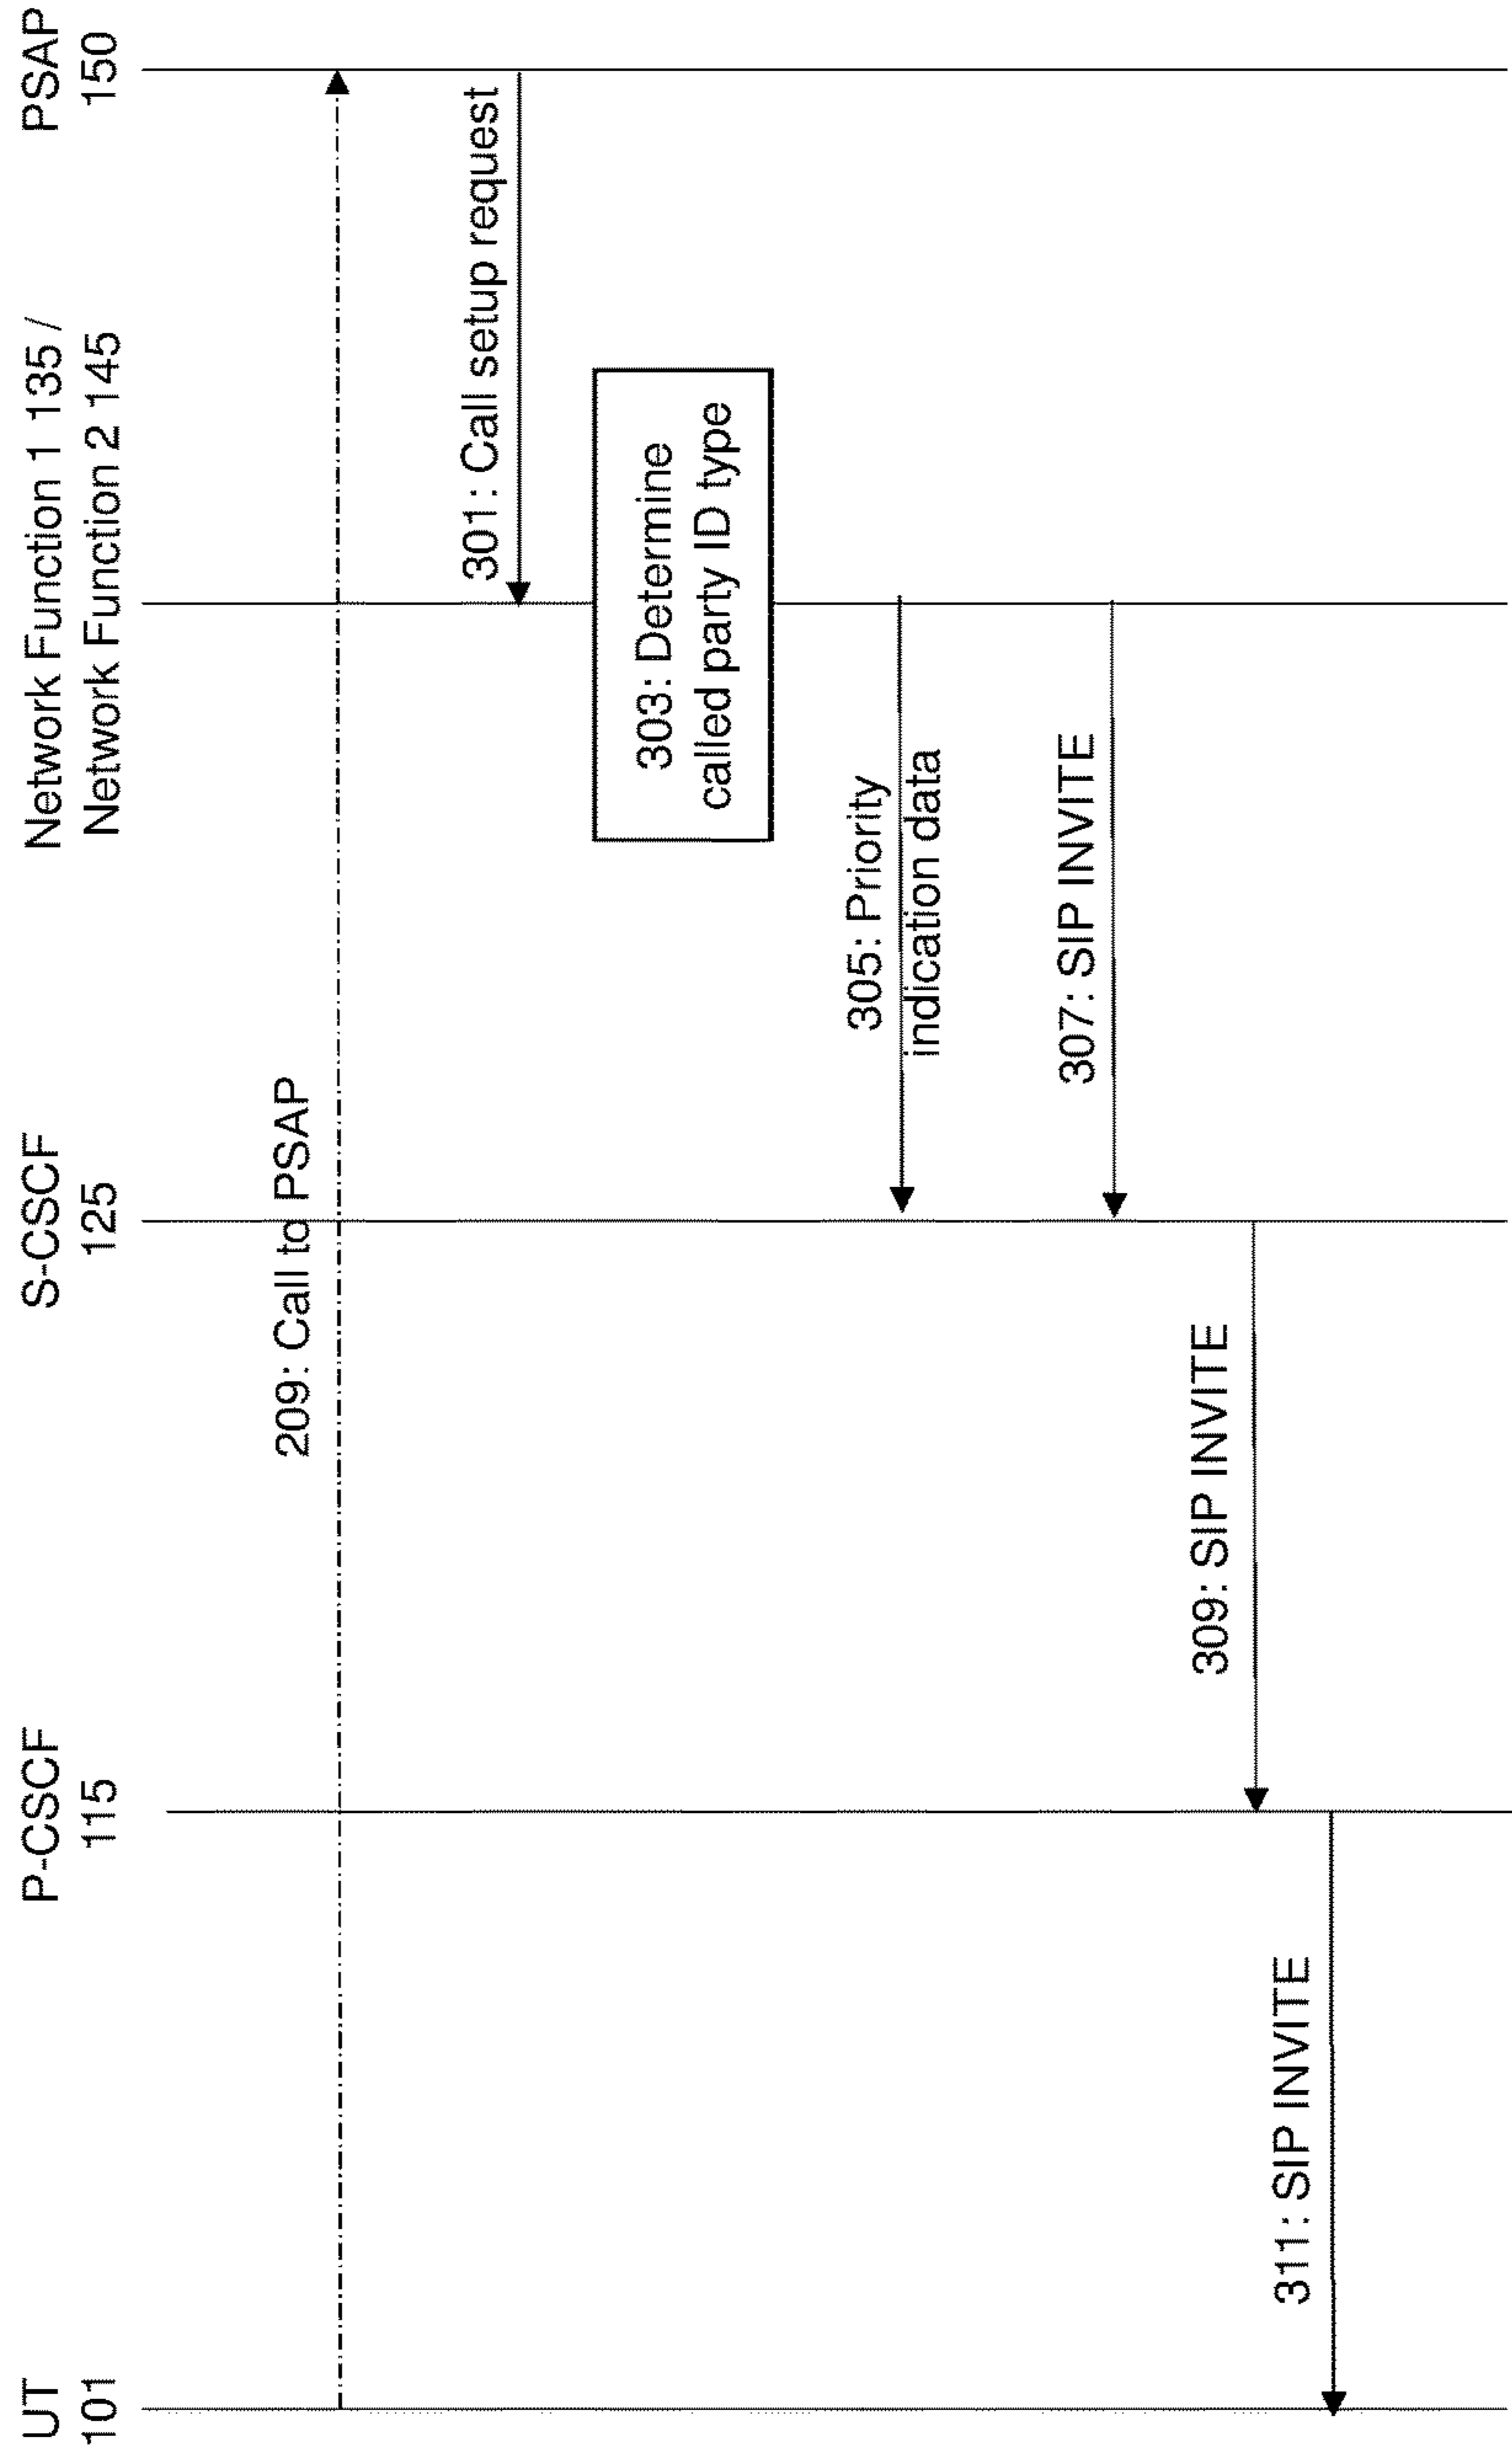 UT
101
P-CSCF
115
S-CSCF
125
Network Function 1 135 /
Network Function 2 145
PSAP
150
209: Call to PSAP
301: Call setup request
303: Determine
called party ID type
305: Priority
indication data
307: SIP INVITE
309: SIP INVITE
311: SIP INVITE